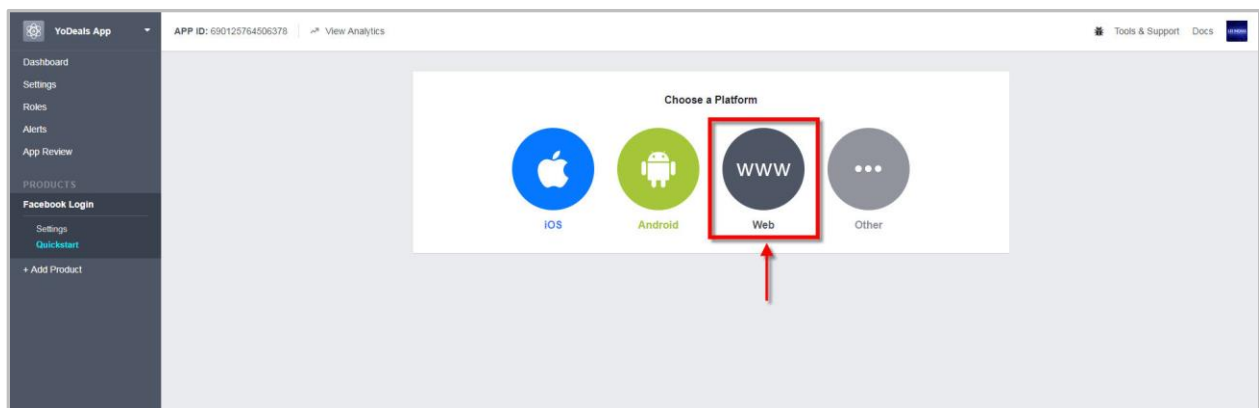 YoDeals App
APP ID: 690125764506378
View Analytics
Tools & Support
Docs
Dashboard
Settings
Roles
Alerts
App Review
PRODUCTS
Facebook Login
Settings
Quickstart
+ Add Product
Choose a Platform
www
iOS
Android
Web
Other